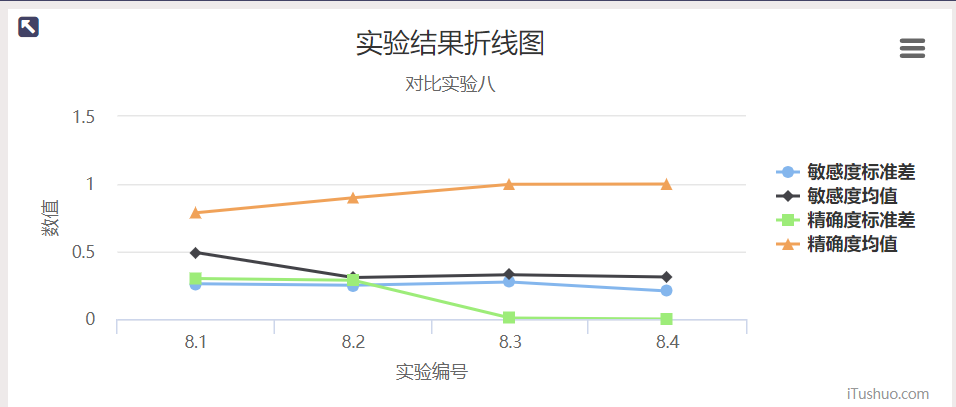 实验结果折线图
对比实验八
1.5
1
0.5
0
数值
8.1
8.2
8.3
8.4
实验编号
敏感度标准差
敏感度均值
精确度标准差
精确度均值
iTushuo.com